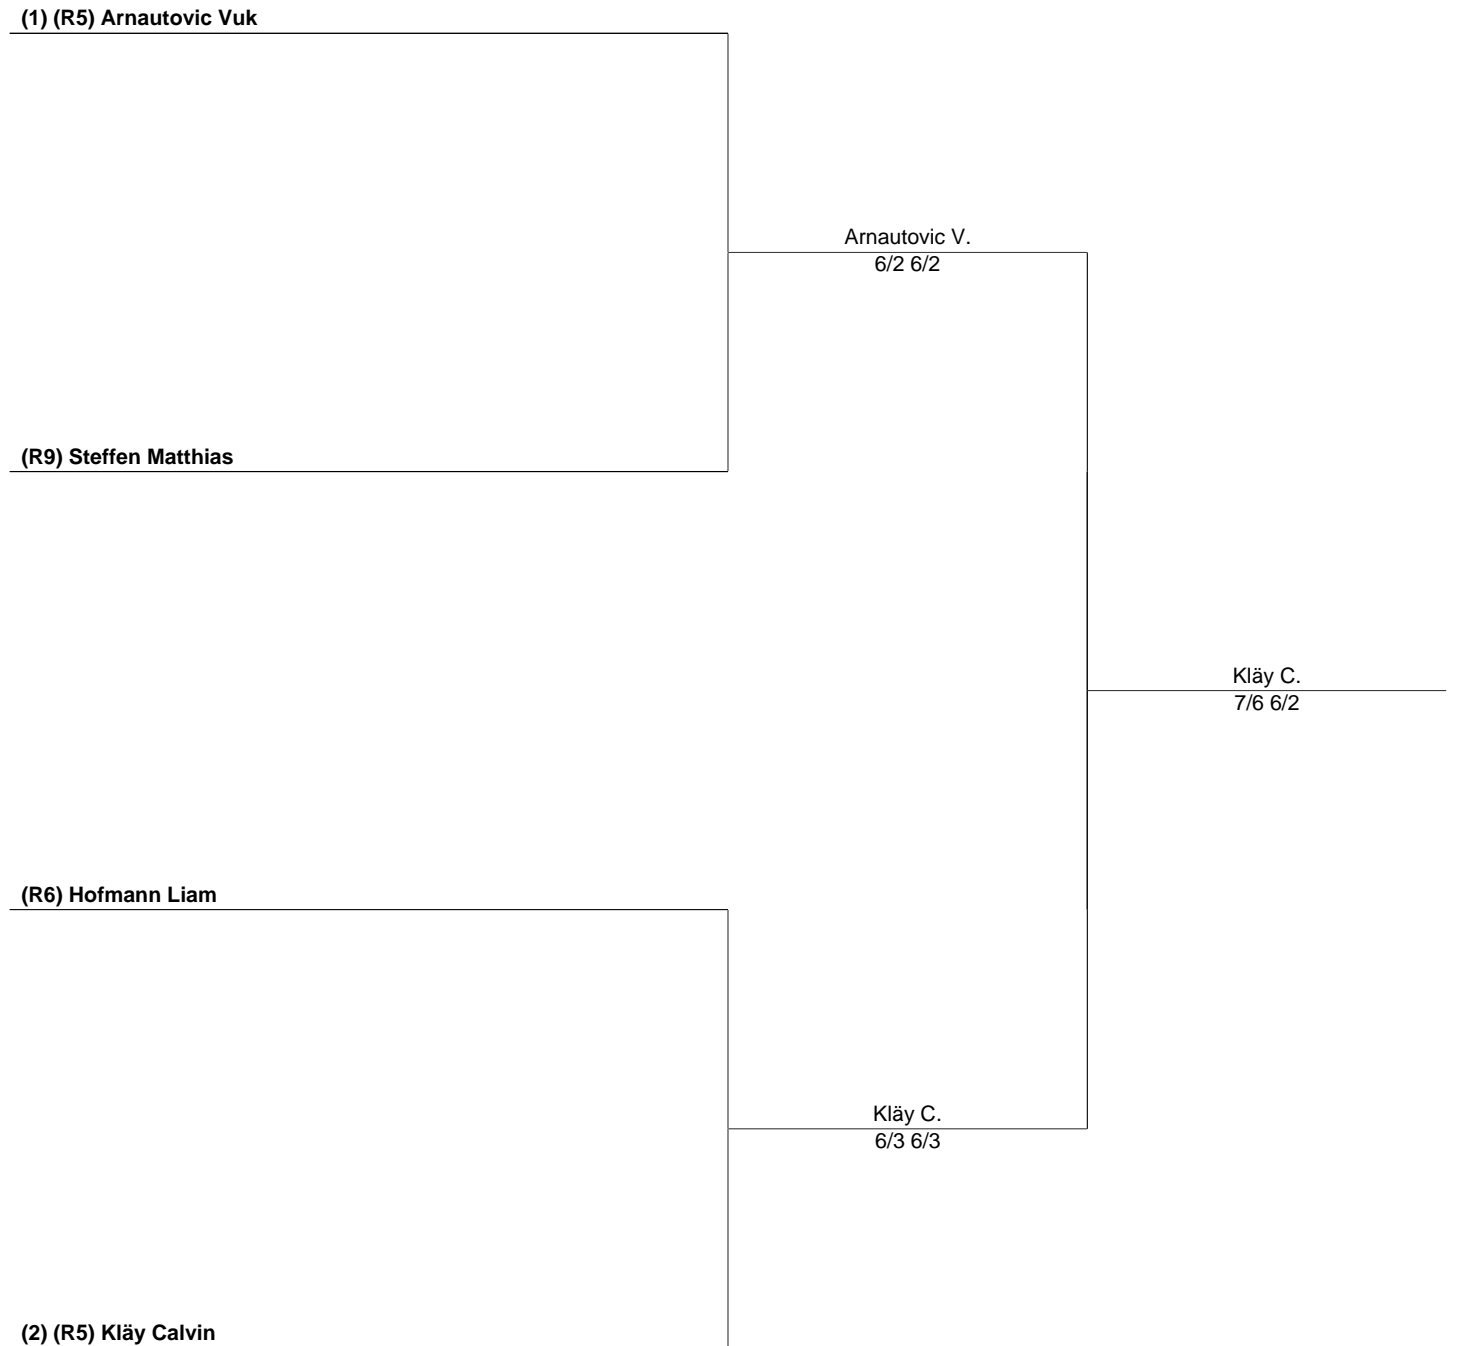 (1) (R5) Arnautovic Vuk
Arnautovic V.
6/2 6/2
(R9) Steffen Matthias
Kläy C.
7/6 6/2
(R6) Hofmann Liam
Kläy C.
6/3 6/3
(2) (R5) Kläy Calvin